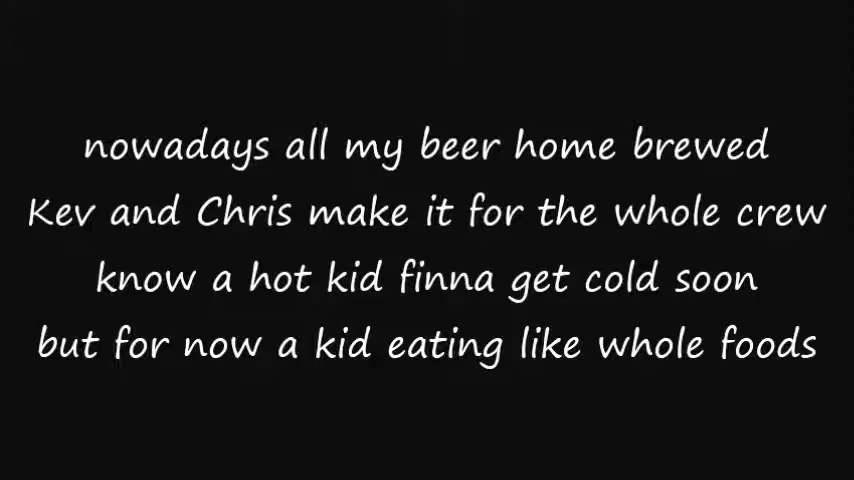 nowadays all my beer home brewed
Kev and Chris make it for the whole crew
know a hot kid finna get cold soon
but for now a kid eating like whole foods